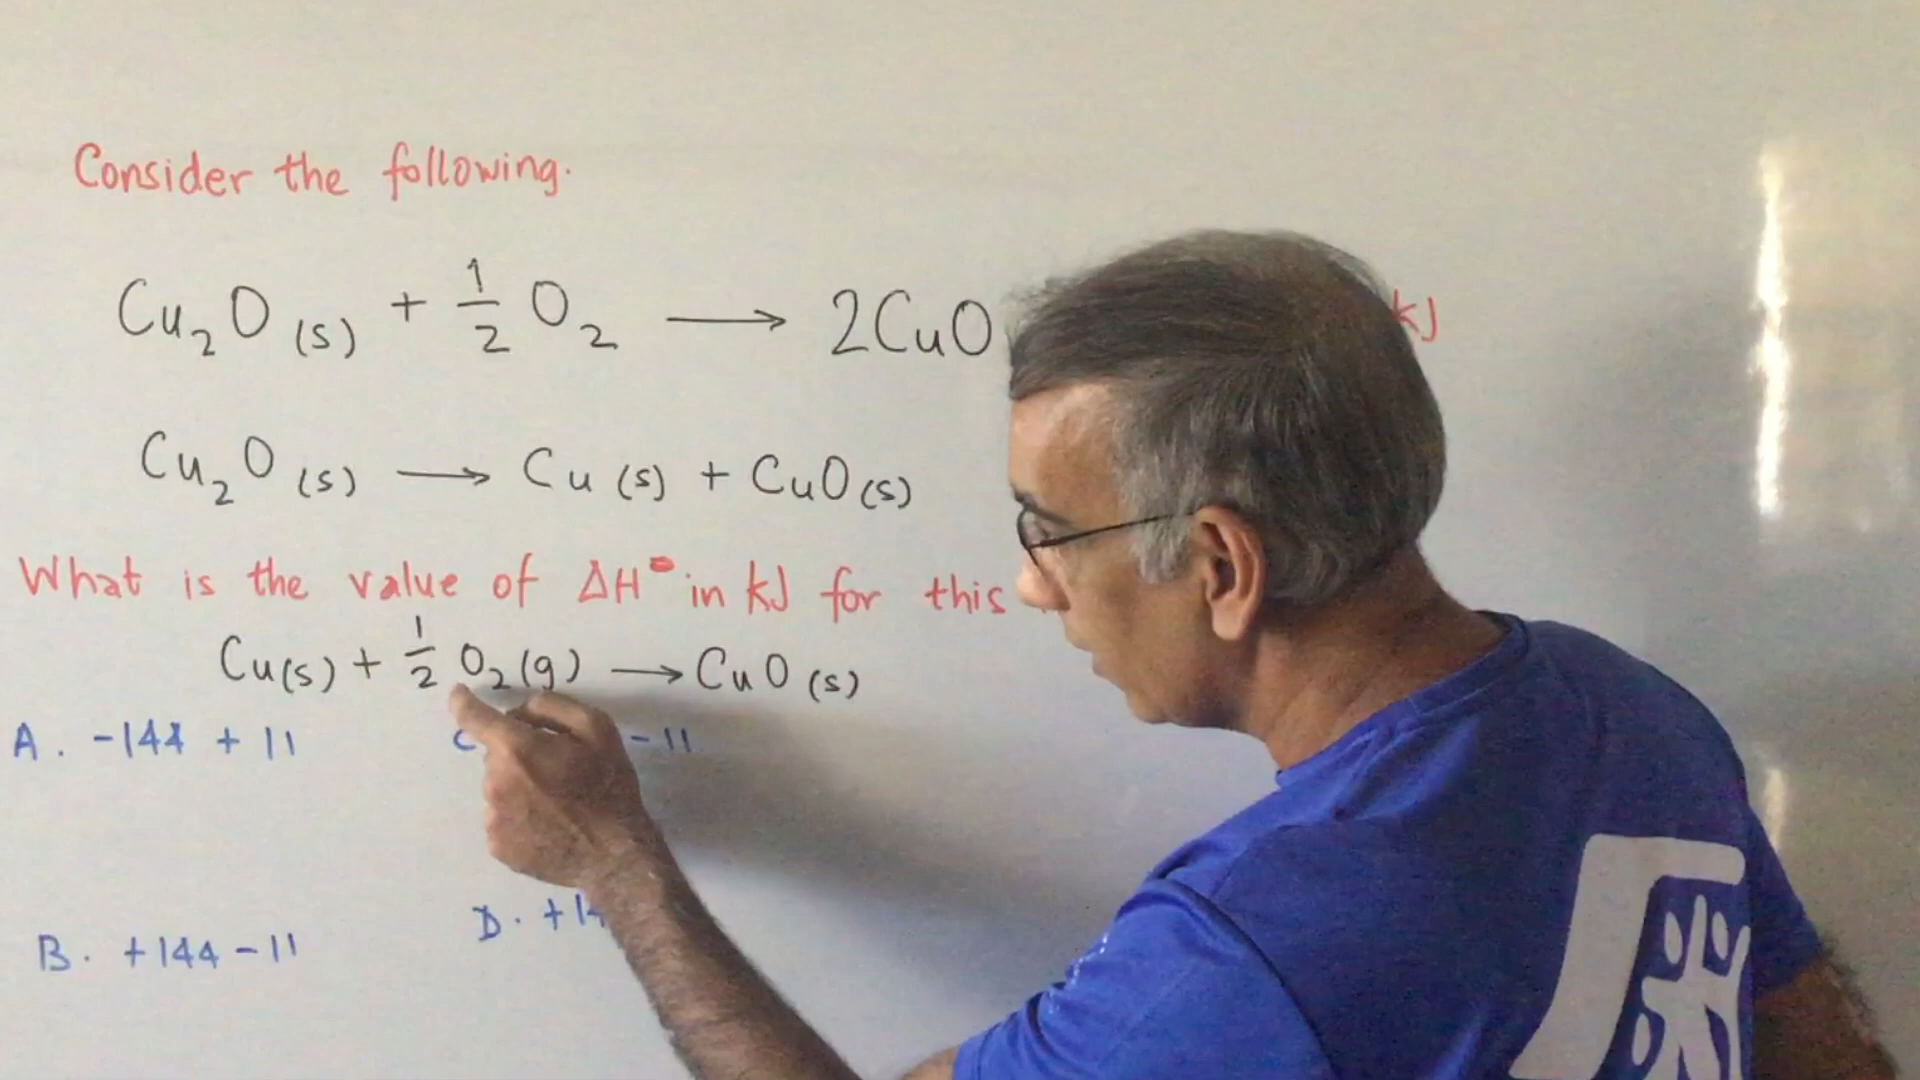 Consider the following.
Cu₂O (s) + 1/2 O₂ → 2CuO kJ
Cu₂O (s) → Cu (s) + CuO (s)
What is the value of ΔH° in kJ for this
Cu(s) + 1/2 O₂(g) → CuO (s)
A. -144 + 11
-11
B. +144 - 11
D. +1